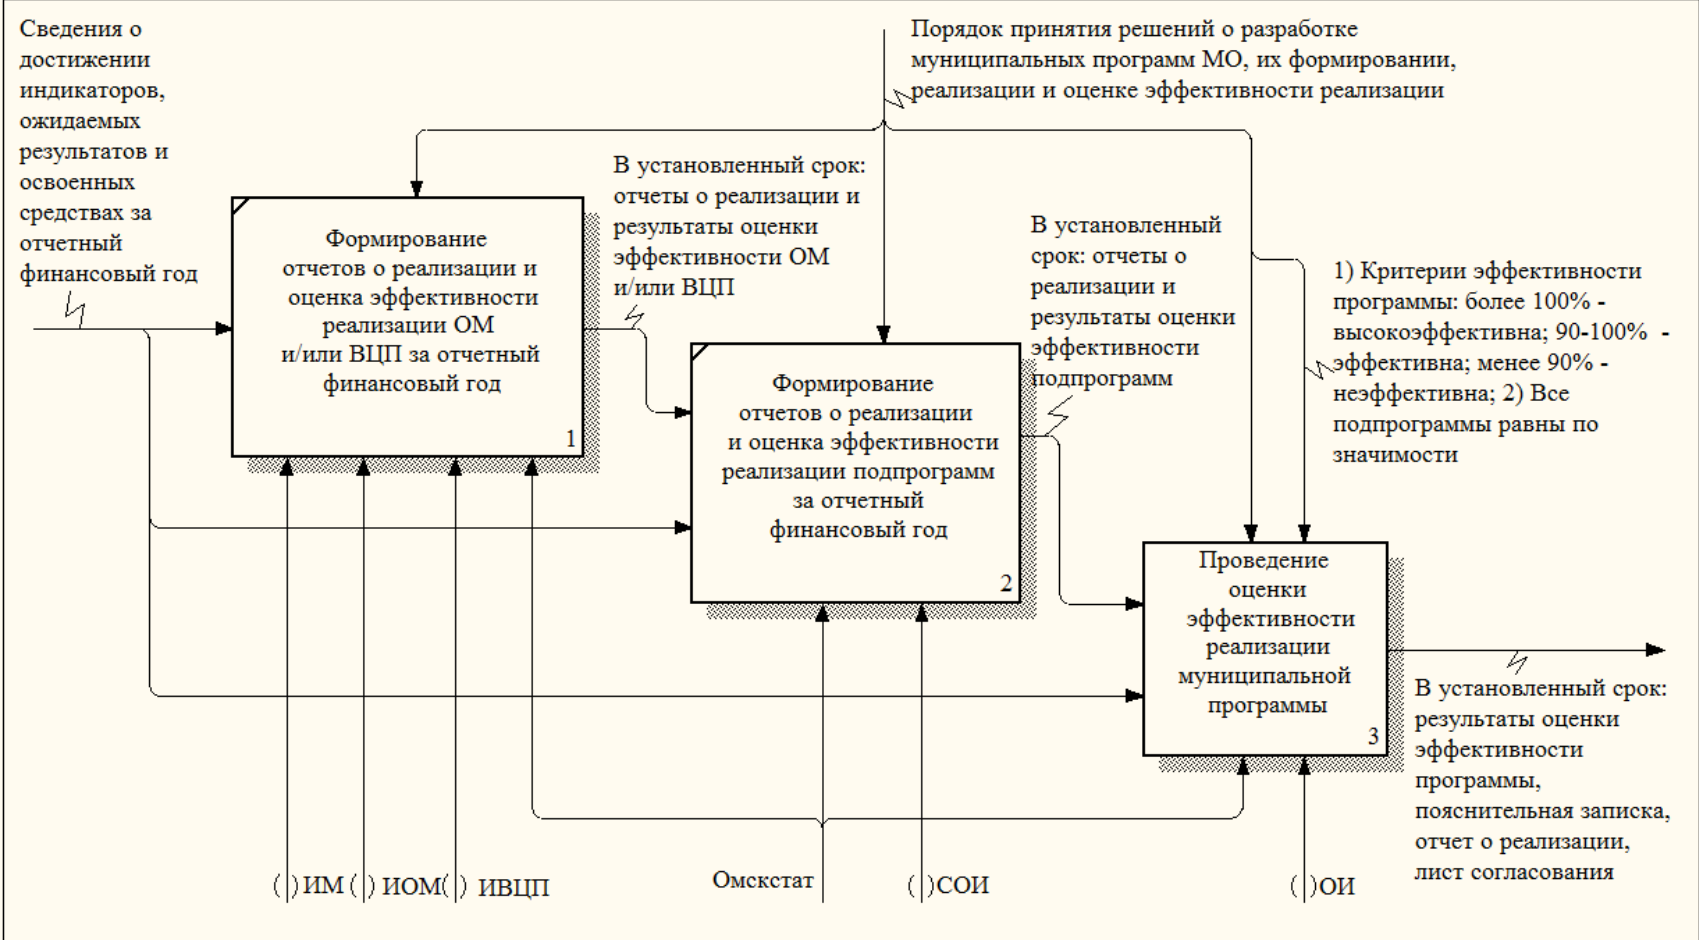 Сведения о
достижении
индикаторов,
ожидаемых
результатов и
освоенных
средствах за
отчетный
финансовый год
Порядок принятия решений о разработке
муниципальных программ МО, их формировании,
реализации и оценке эффективности реализации
Формирование
отчетов о реализации и
оценка эффективности
реализации ОМ
и/или ВЦП за отчетный
финансовый год
1
В установленный срок:
отчеты о реализации и
результаты оценки
эффективности ОМ
и/или ВЦП
Формирование
отчетов о реализации
и оценка эффективности
реализации подпрограмм
за отчетный
финансовый год
2
В установленный
срок: отчеты о
реализации и
результаты оценки
эффективности
подпрограмм
1) Критерии эффективности
программы: более 100% -
высокоэффективна; 90-100% -
эффективна; менее 90% -
неэффективна; 2) Все
подпрограммы равны по
значимости
Проведение
оценки
эффективности
реализации
муниципальной
программы
3
В установленный срок:
результаты оценки
эффективности
программы,
пояснительная записка,
отчет о реализации,
лист согласования
( ) ИМ ( ) ИОМ ( ) ИВЦП Омскстат ( ) СОИ ( ) ОИ